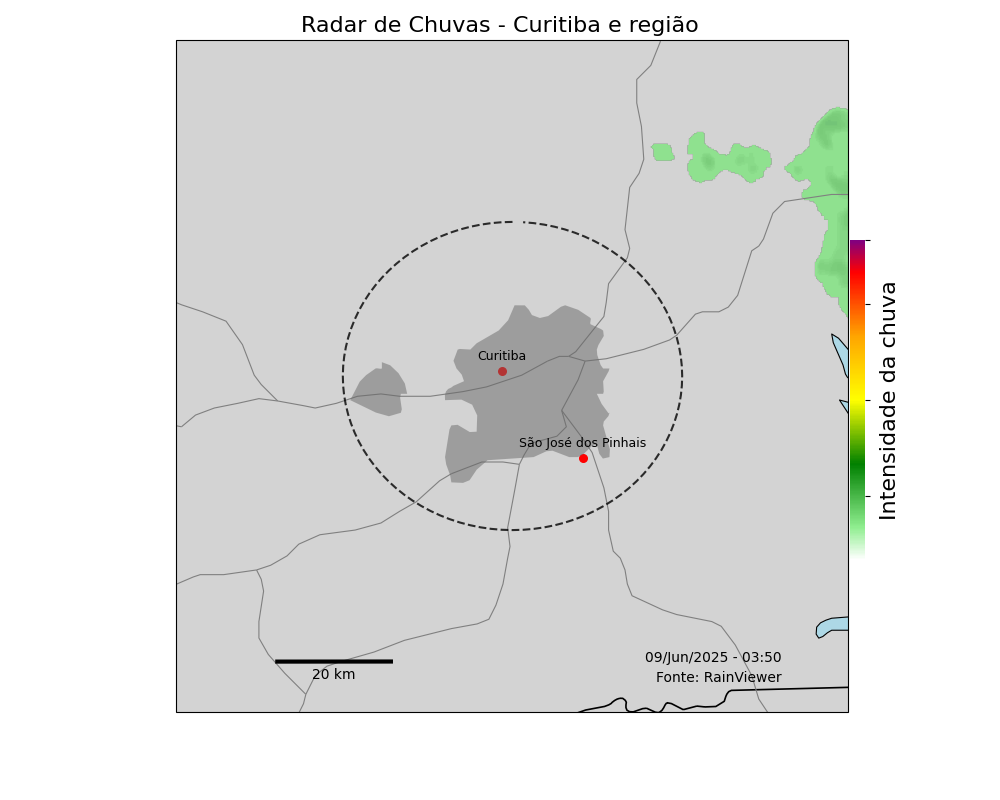 Radar de Chuvas - Curitiba e região
Curitiba
São José dos Pinhais
Intensidade da chuva
20 km
09/Jun/2025 - 03:50
Fonte: RainViewer